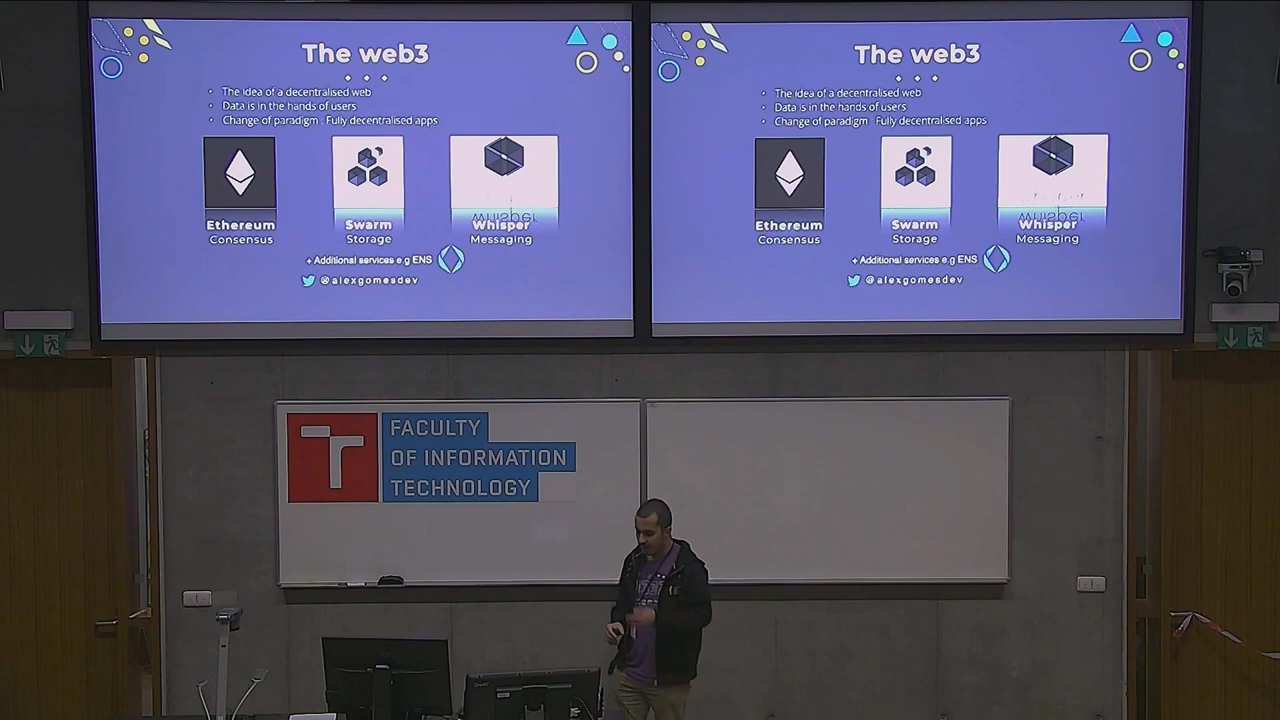 The web3
The idea of a decentralised web
Data is in the hands of users
Change of paradigm : Fully decentralised apps
whisper
Ethereum
Consensus
Swarm
Storage
Whisper
Messaging
+ Additional services e.g ENS
@alexgomesdev
The web3
The idea of a decentralised web
Data is in the hands of users
Change of paradigm : Fully decentralised apps
whisper
Ethereum
Consensus
Swarm
Storage
Whisper
Messaging
+ Additional services e.g ENS
@alexgomesdev
FACULTY
OF INFORMATION
TECHNOLOGY